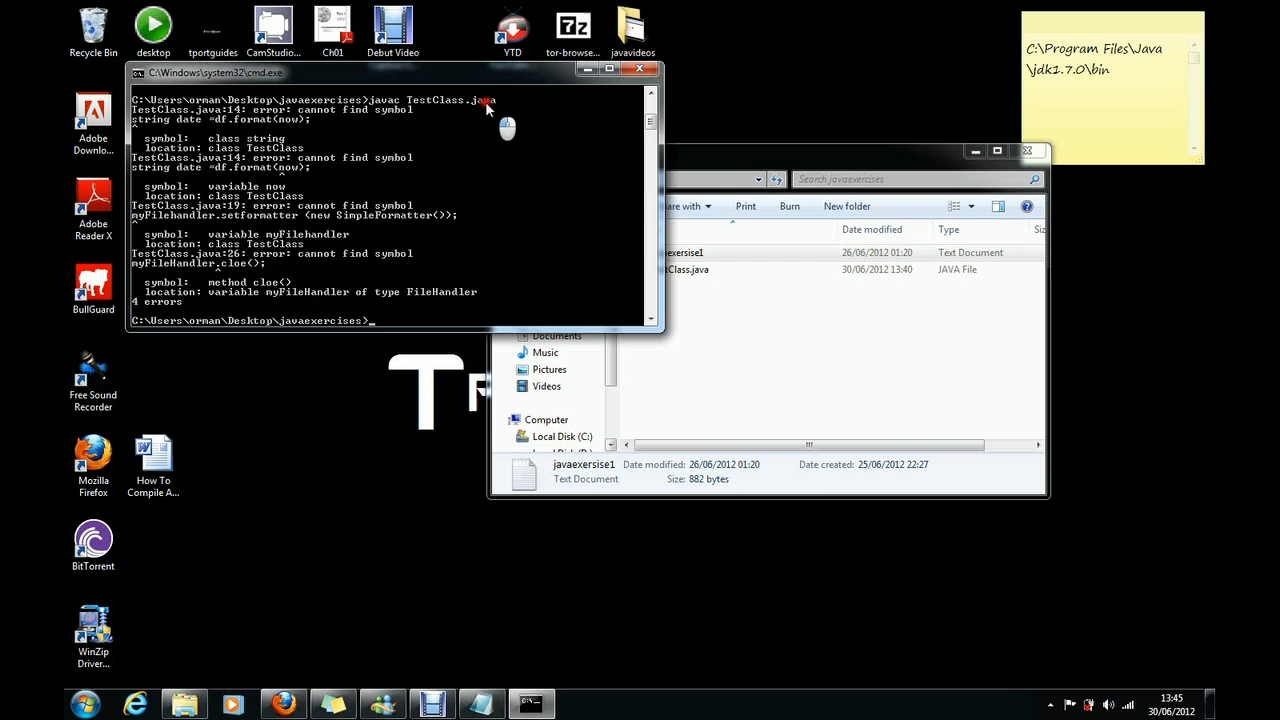 Recycle Bin
desktop
tportguides
CamStudio...
Ch01
Debut Video
YTD
tor-browse...
javavideos
C:\Program Files\Java
\jdk1.7.0\bin
C:\Windows\system32\cmd.exe
C:\Users\orman\Desktop\javaexercises>javac TestClass.java
TestClass.java:14: error: cannot find symbol
string date =df.format(now);
^
symbol: class string
location: class TestClass
TestClass.java:14: error: cannot find symbol
string date =df.format(now);
^
symbol: variable now
location: class TestClass
TestClass.java:19: error: cannot find symbol
myFilehandler.setformatter (new SimpleFormatter());
^
symbol: variable myFilehandler
location: class TestClass
TestClass.java:26: error: cannot find symbol
myFileHandler.cloe();
^
symbol: method cloe()
location: variable myFileHandler of type FileHandler
4 errors
C:\Users\orman\Desktop\javaexercises>_
Adobe
Downlo...
Adobe
Reader X
BullGuard
Free Sound
Recorder
Mozilla
Firefox
How To
Compile A...
BitTorrent
WinZip
Driver...
Search javaexercises
are with
Print
Burn
New folder
Date modified
Type
Siz
exersise1
26/06/2012 01:20
Text Document
tClass.java
30/06/2012 13:40
JAVA File
Documents
Music
Pictures
Videos
Computer
Local Disk (C:)
javaexersise1
Date modified: 26/06/2012 01:20
Date created: 25/06/2012 22:27
Text Document
Size: 882 bytes
T
13:45
30/06/2012